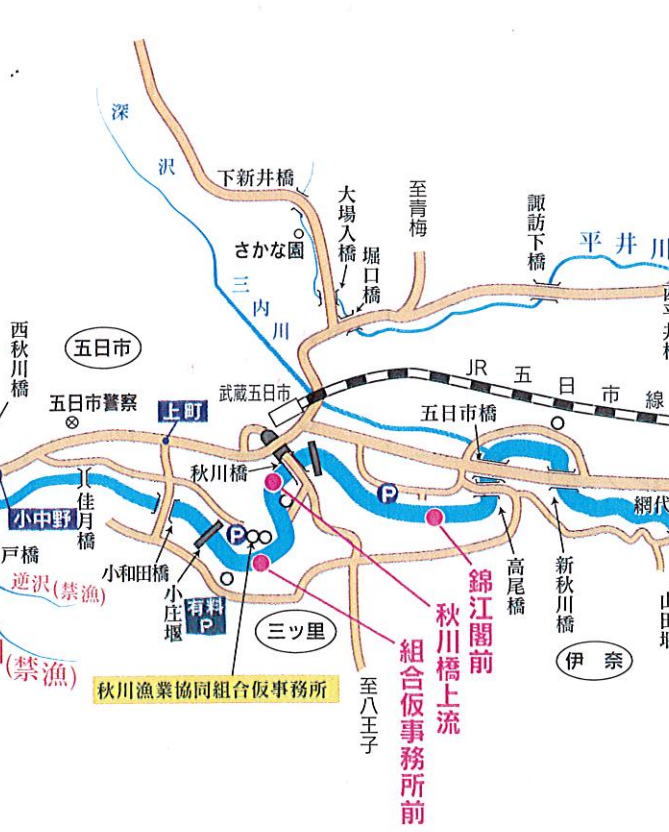 深沢
下新井橋
さかな園
大場入橋
堀口橋
至青梅
諏訪下橋
平井川
三内川
西秋川橋
五日市
五日市警察
上町
武蔵五日市
JR五日市線
五日市橋
秋川橋
小中野
佳月橋
戸橋
小和田橋
小庄堰
P
P
有料
P
網代
高尾橋
新秋川橋
山田堰
逆沢(禁漁)
(禁漁)
三ッ里
伊奈
秋川漁業協同組合仮事務所
至八王子
錦江閣前
秋川橋上流
組合仮事務所前